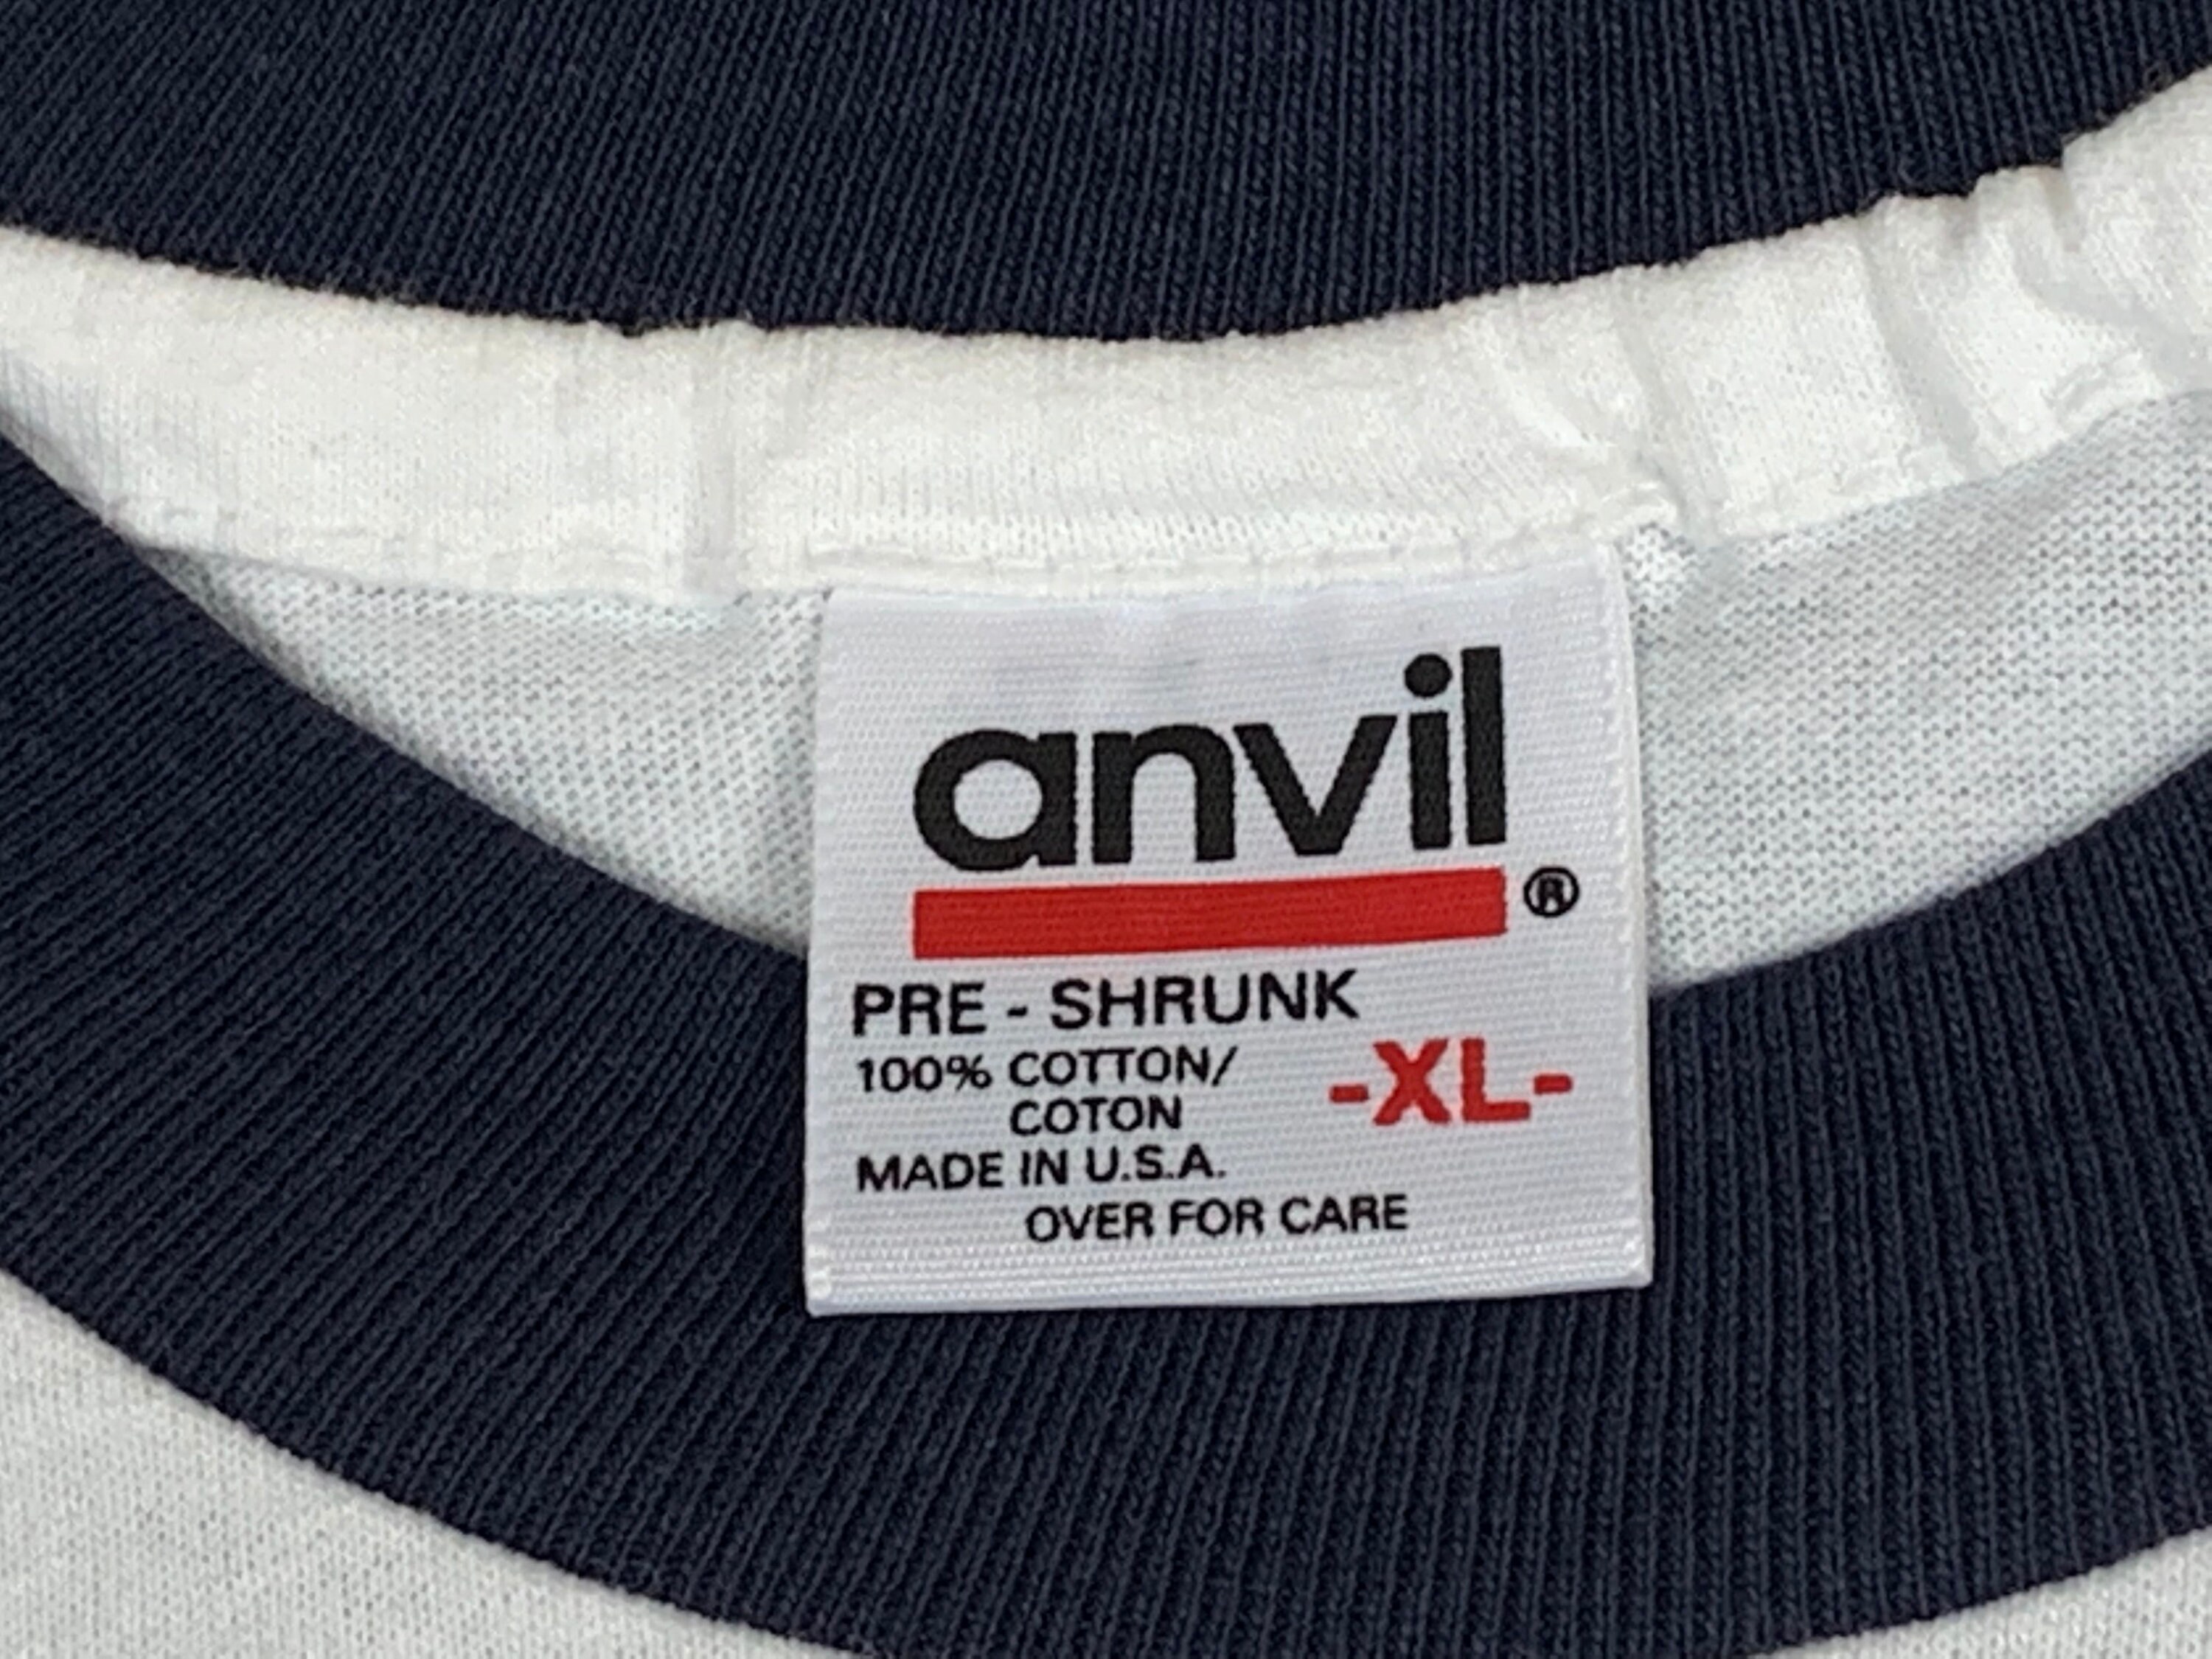 anvil
®
PRE - SHRUNK
100% COTTON/
COTON
-XL-
MADE IN U.S.A.
OVER FOR CARE